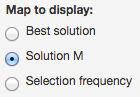 Map to display:
Best solution
Solution M
Selection frequency